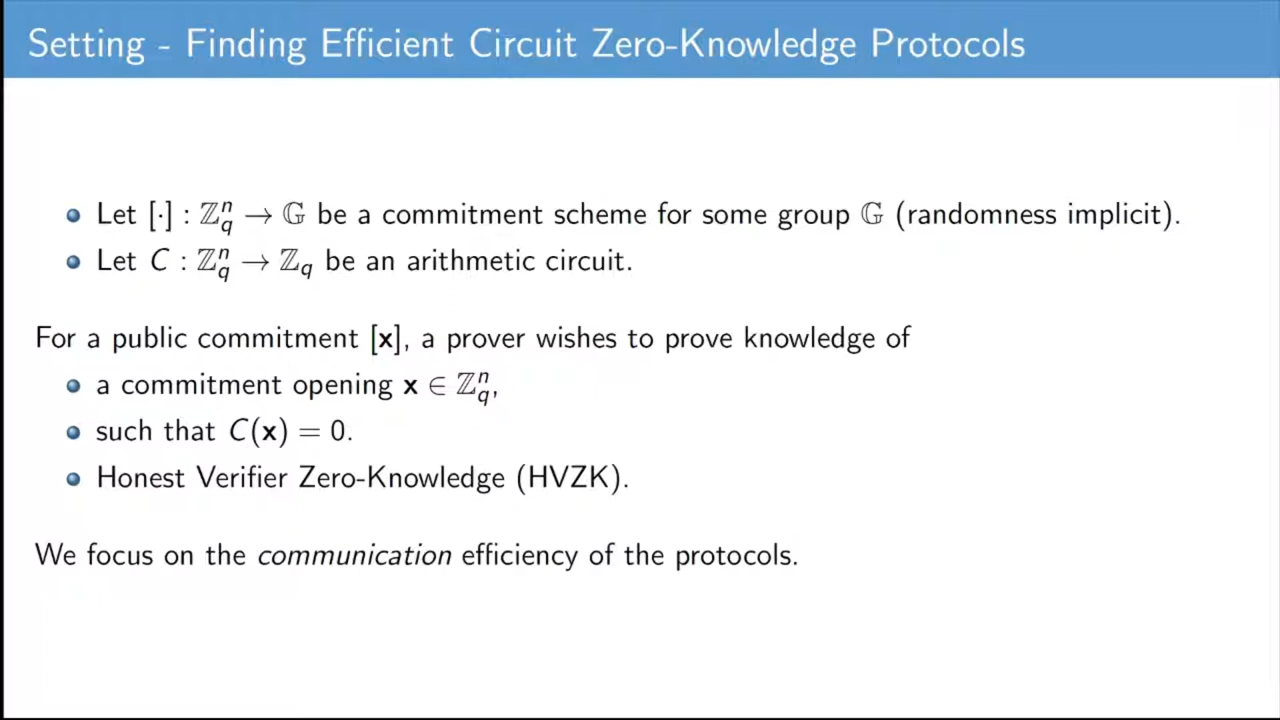 Setting - Finding Efficient Circuit Zero-Knowledge Protocols
Let [·] : ℤ_q^n → 𝔾 be a commitment scheme for some group 𝔾 (randomness implicit).
Let C : ℤ_q^n → ℤ_q be an arithmetic circuit.
For a public commitment [x], a prover wishes to prove knowledge of
a commitment opening x ∈ ℤ_q^n,
such that C(x) = 0.
Honest Verifier Zero-Knowledge (HVZK).
We focus on the communication efficiency of the protocols.